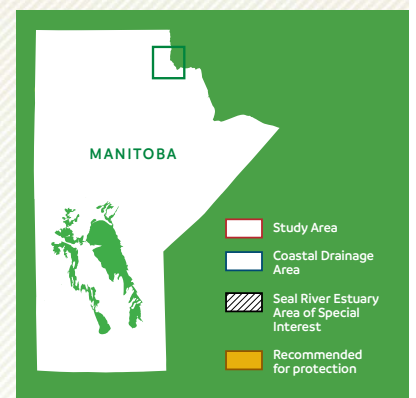 MANITOBA
Study Area
Coastal Drainage
Area
Seal River Estuary
Area of Special
Interest
Recommended
for protection